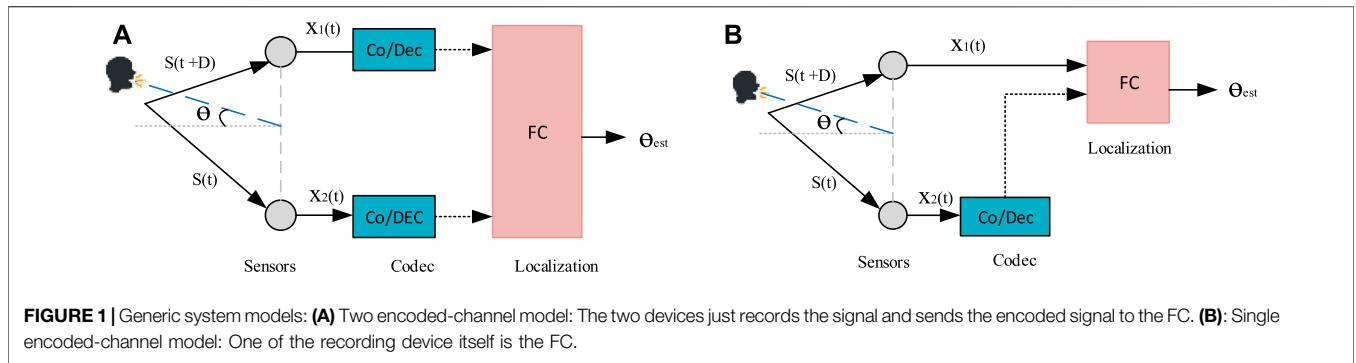 A
S(t +D)
X1(t)
Co/Dec
ϴ
FC
ϴest
S(t)
X2(t)
Co/DEC
Sensors
Codec
Localization
B
S(t +D)
X1(t)
FC
ϴest
ϴ
Localization
S(t)
X2(t)
Co/Dec
Sensors
Codec
FIGURE 1 | Generic system models: (A) Two encoded-channel model: The two devices just records the signal and sends the encoded signal to the FC. (B): Single
encoded-channel model: One of the recording device itself is the FC.